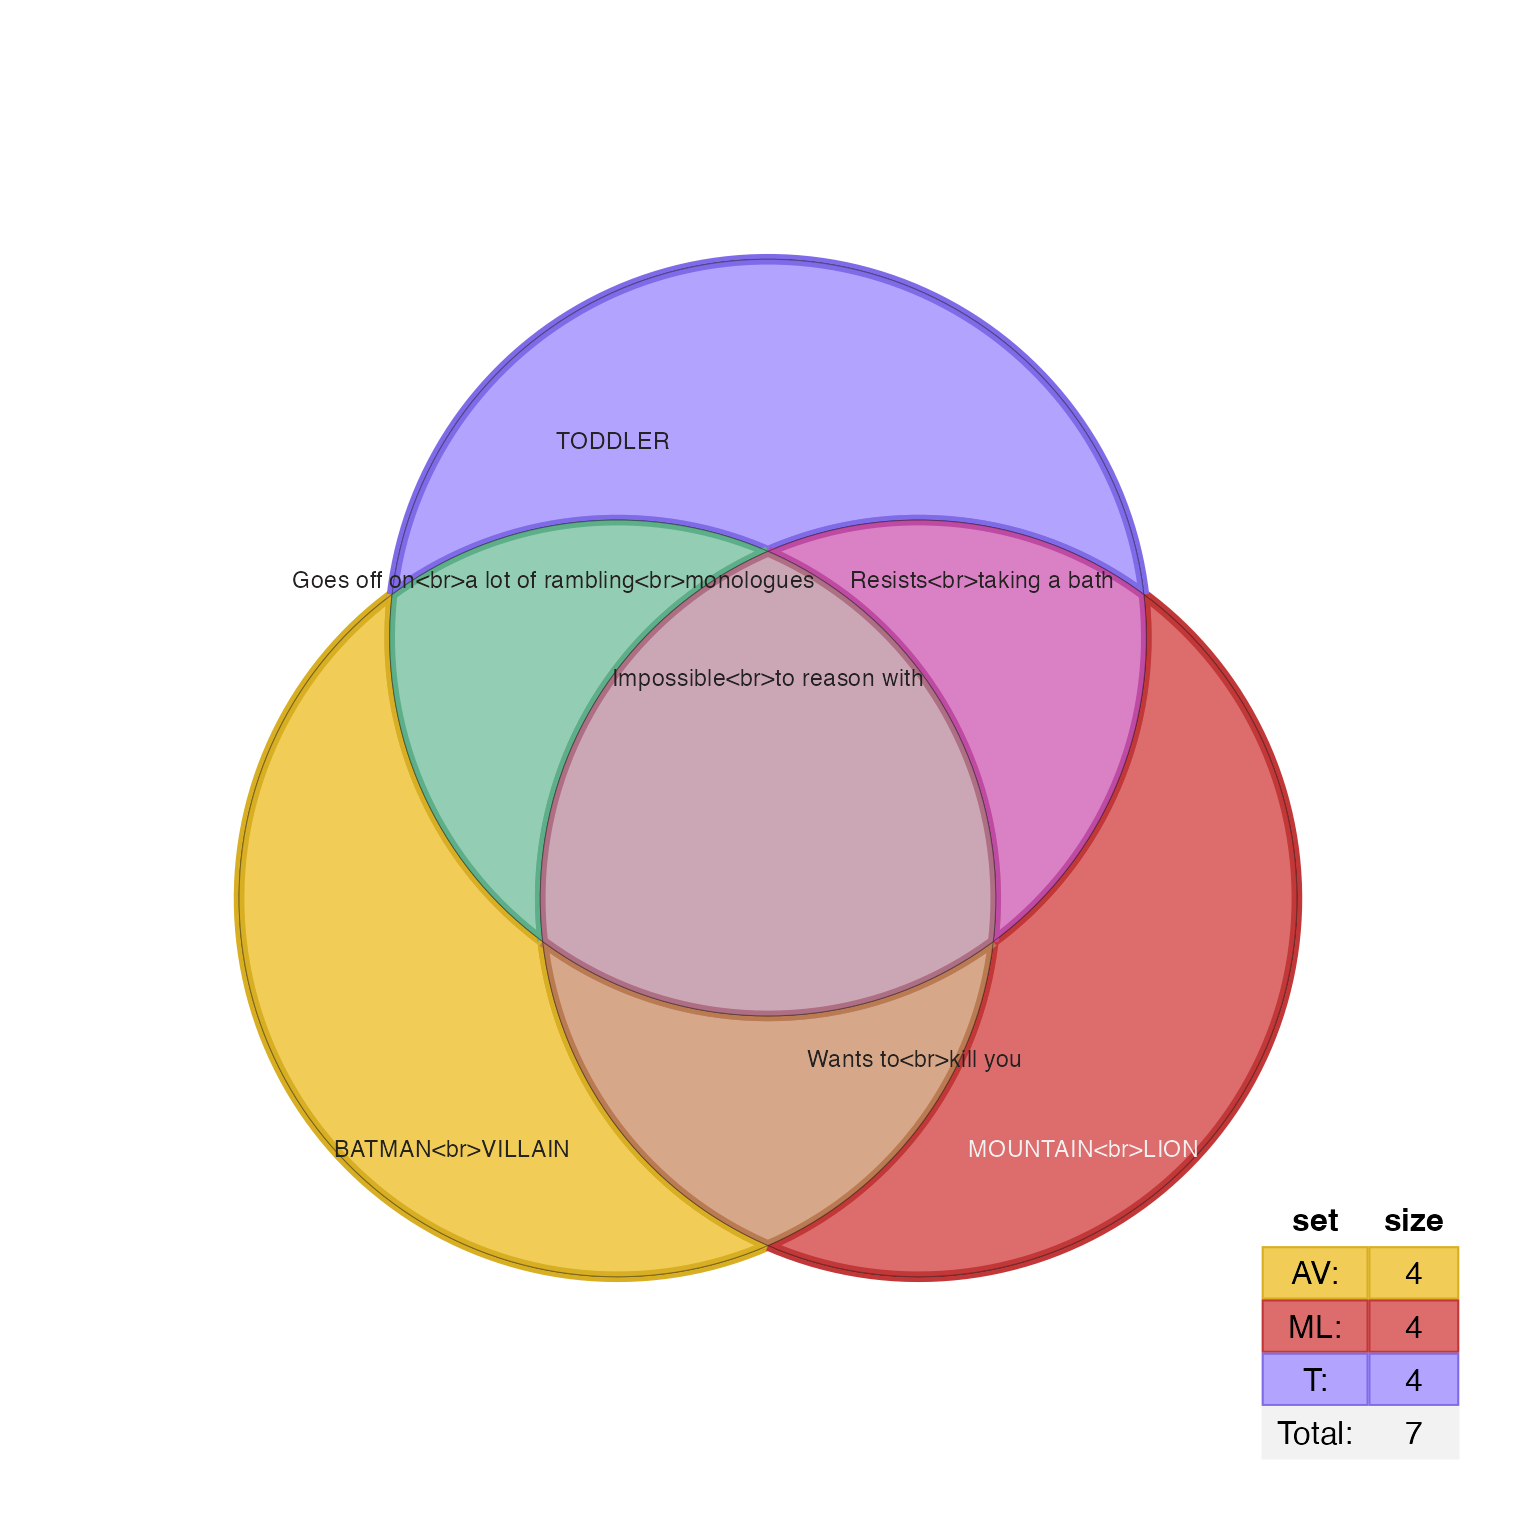 TODDLER
Goes off on<br>a lot of rambling<br>monologues
Resists<br>taking a bath
Impossible<br>to reason with
Wants to<br>kill you
BATMAN<br>VILLAIN
MOUNTAIN<br>LION
set size
AV: 4
ML: 4
T: 4
Total: 7